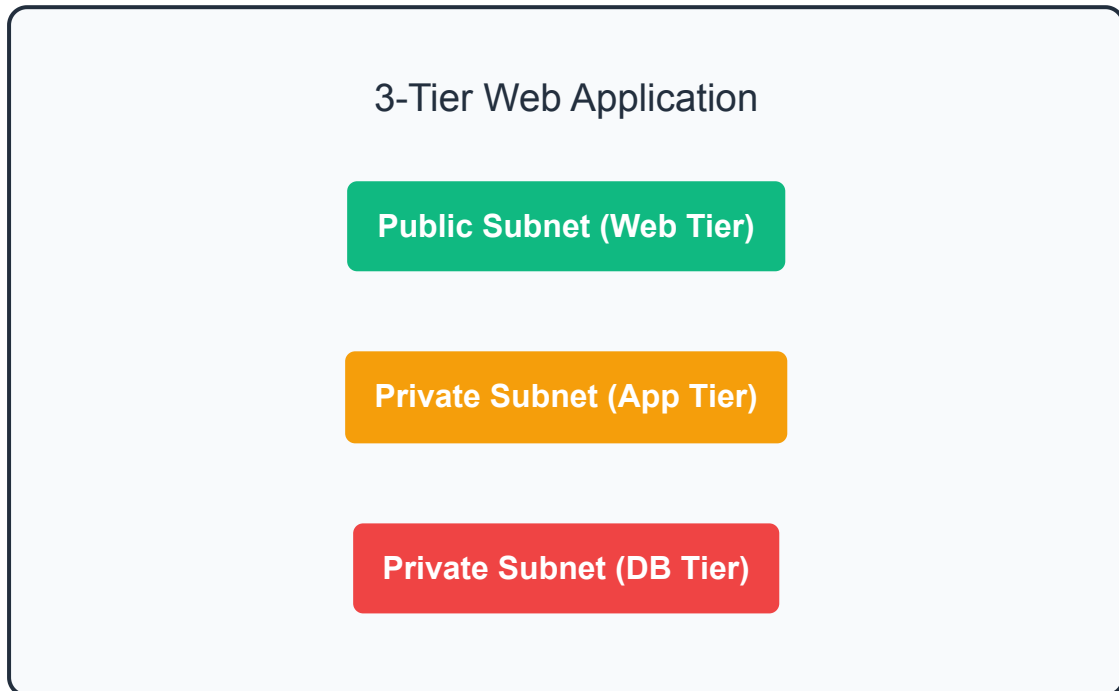 3-Tier Web Application
Public Subnet (Web Tier)
Private Subnet (App Tier)
Private Subnet (DB Tier)